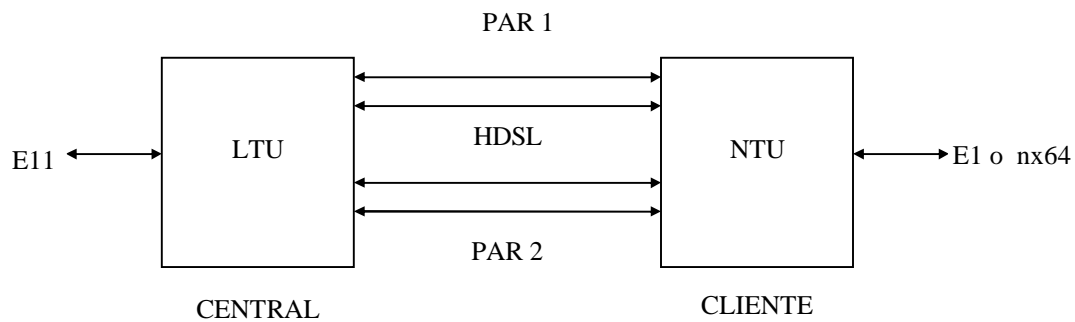 PAR 1
E11
LTU
HDSL
NTU
E1 o nx64
PAR 2
CENTRAL
CLIENTE